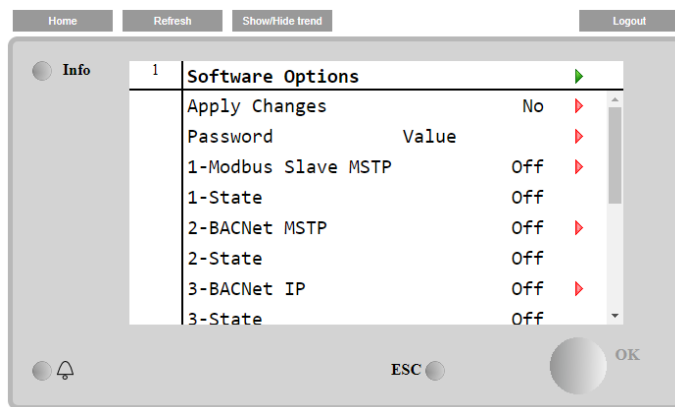 Home Refresh Show/Hide trend Logout
Info
1 Software Options
Apply Changes No
Password Value
1-Modbus Slave MSTP Off
1-State Off
2-BACNet MSTP Off
2-State Off
3-BACNet IP Off
3-State Off
ESC OK